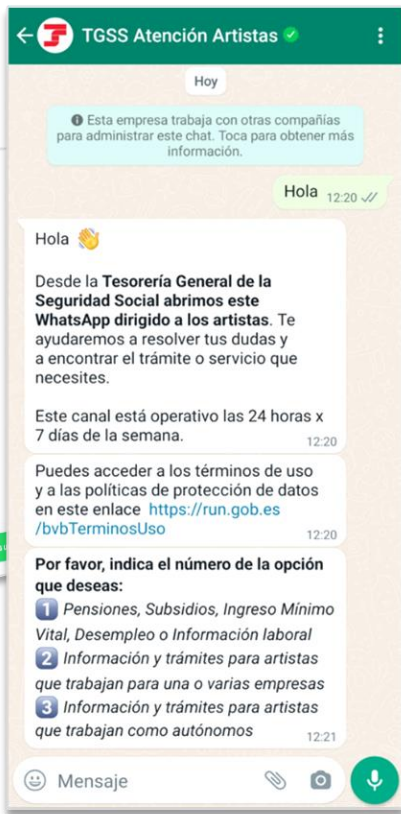 TGSS Atención Artistas
Hoy
Esta empresa trabaja con otras compañías
para administrar este chat. Toca para obtener más
información.
Hola 12:20
Hola 👋
Desde la Tesorería General de la
Seguridad Social abrimos este
WhatsApp dirigido a los artistas. Te
ayudaremos a resolver tus dudas y
a encontrar el trámite o servicio que
necesites.
Este canal está operativo las 24 horas x
7 días de la semana.
12:20
Puedes acceder a los términos de uso
y a las políticas de protección de datos
en este enlace https://run.gob.es
/bvbTerminosUso
12:20
Por favor, indica el número de la opción
que deseas:
1 Pensiones, Subsidios, Ingreso Mínimo
Vital, Desempleo o Información laboral
2 Información y trámites para artistas
que trabajan para una o varias empresas
3 Información y trámites para artistas
que trabajan como autónomos
12:21
Mensaje